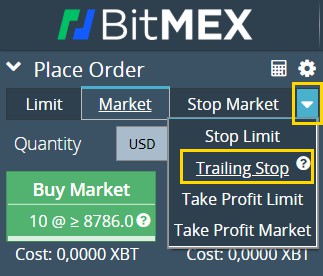 BitMEX
Place Order
Limit Market Stop Market
Stop Limit
Quantity USD
Trailing Stop ?
Take Profit Limit
Buy Market
10 @ ≥ 8786.0 ?
Take Profit Market
Cost: 0,0000 XBT Cost: 0,0000 XBT